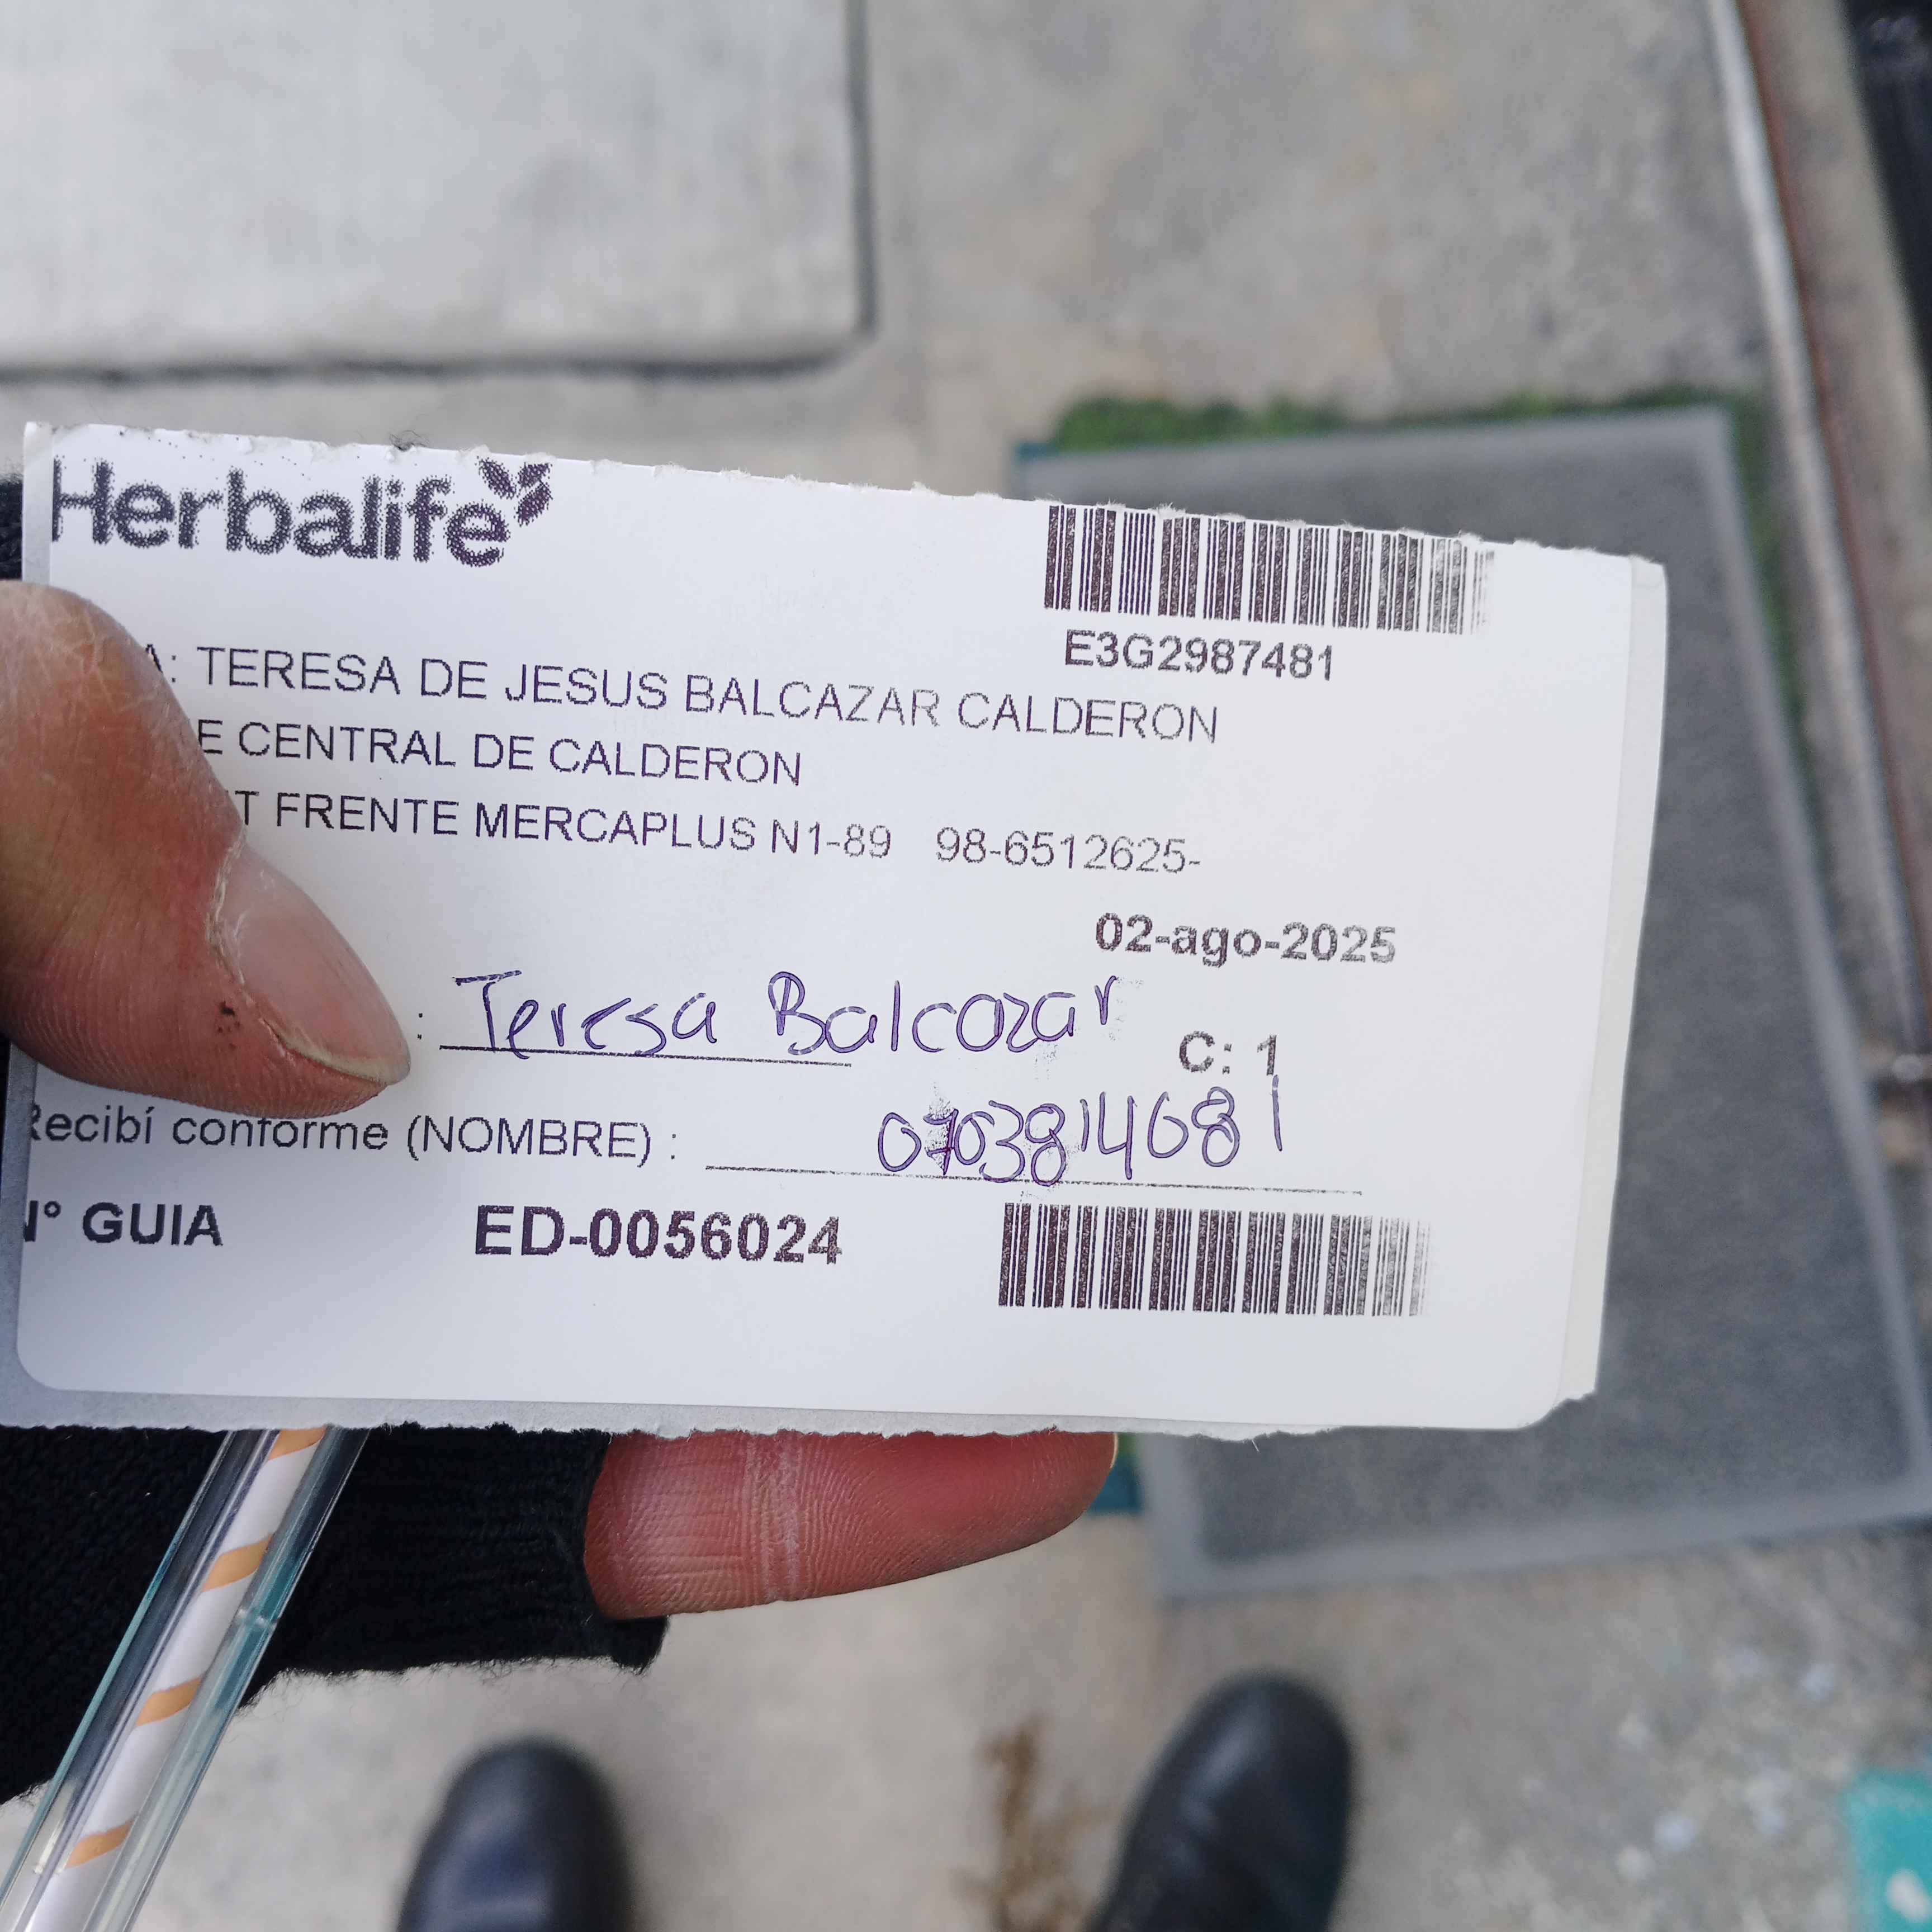 Herbalife
E3G2987481
A: TERESA DE JESUS BALCAZAR CALDERON
E CENTRAL DE CALDERON
T FRENTE MERCAPLUS N1-89 98-6512625-
02-ago-2025
: Teresa Balcazar
C: 1
Recibí conforme (NOMBRE) : 0703814681
N° GUIA ED-0056024